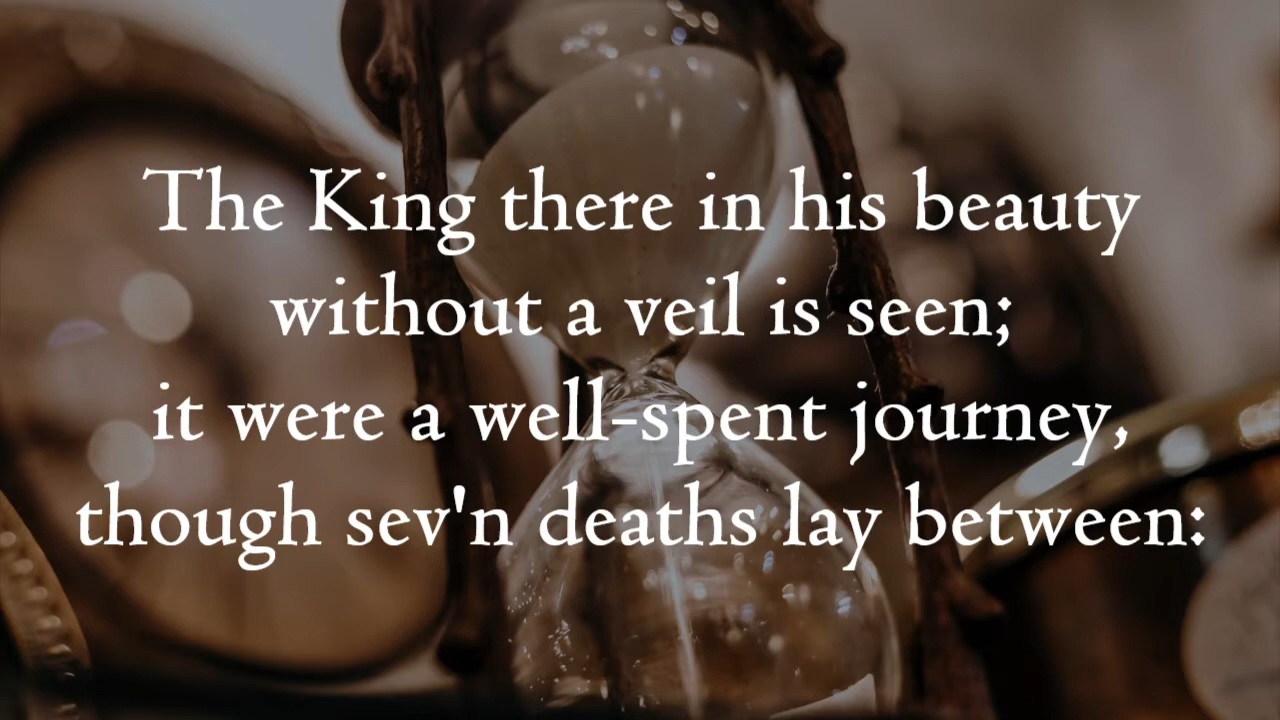 The King there in his beauty
without a veil is seen;
it were a well-spent journey,
though sev'n deaths lay between: